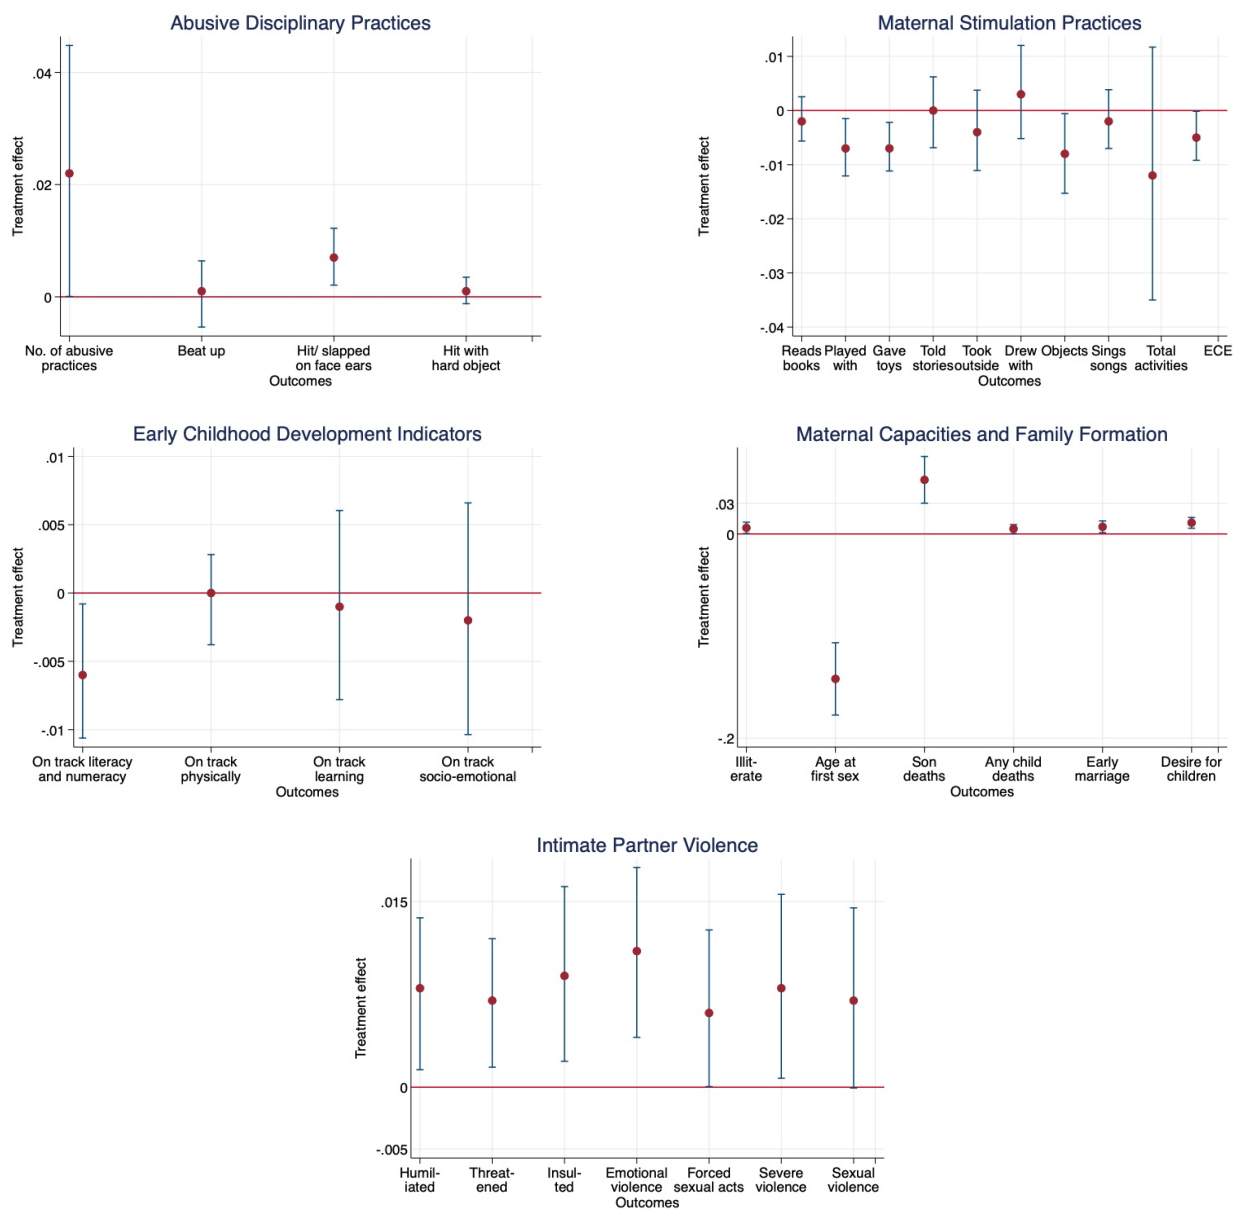 Abusive Disciplinary Practices
Treatment effect
.04
.02
0
No. of abusive practices
Beat up
Hit/ slapped on face ears
Hit with hard object
Outcomes
Maternal Stimulation Practices
Treatment effect
.01
0
-.01
-.02
-.03
-.04
Reads books
Played with
Gave toys
Told stories
Took outside
Drew with
Objects
Sings songs
Total activities
ECE
Outcomes
Early Childhood Development Indicators
Treatment effect
.01
.005
0
-.005
-.01
On track literacy and numeracy
On track physically
On track learning
On track socio-emotional
Outcomes
Maternal Capacities and Family Formation
Treatment effect
.03
0
-.2
Illit-
erate
Age at first sex
Son deaths
Any child deaths
Early marriage
Desire for children
Outcomes
Intimate Partner Violence
Treatment effect
.015
0
-.005
Humil-
iated
Threat-
ened
Insul-
ted
Emotional violence
Forced sexual acts
Severe violence
Sexual violence
Outcomes